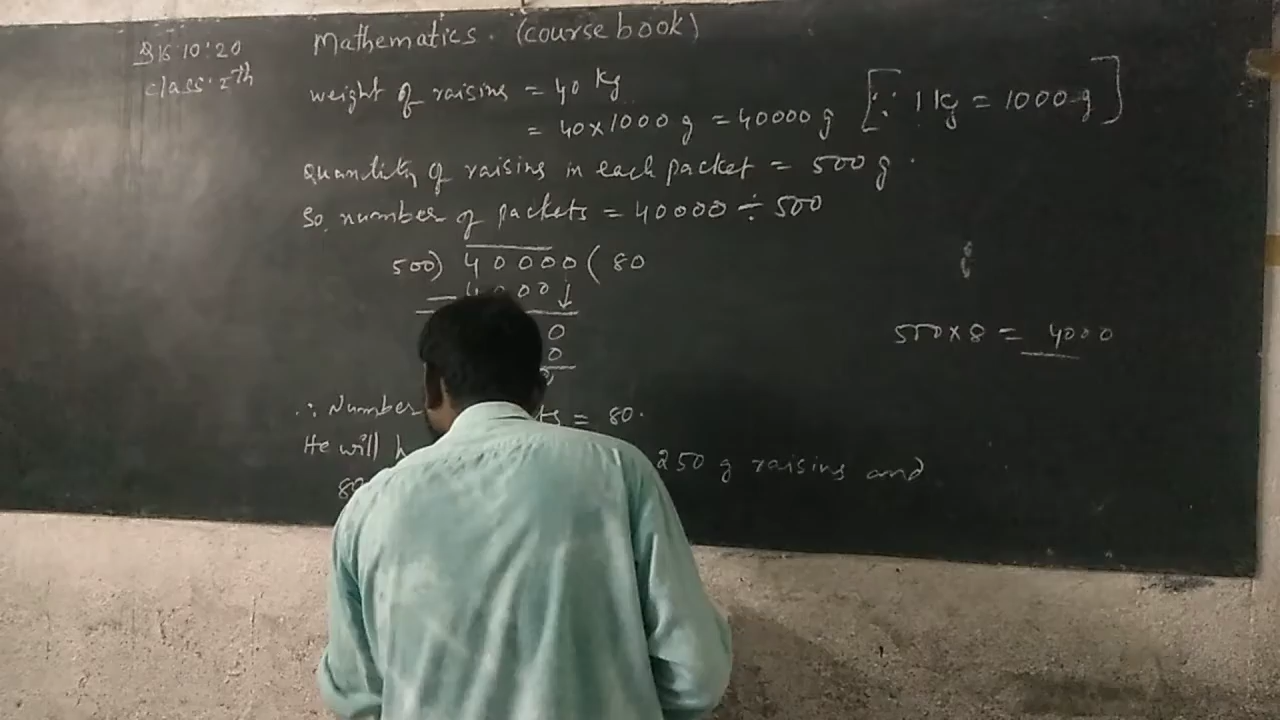 16:10:20
Mathematics. (course book)
class: 5th
weight of raisins = 40 kg
= 40 x 1000 g = 40000 g [∵ 1 kg = 1000 g]
Quantity of raisins in each packet = 500 g.
So, number of packets = 40000 ÷ 500
500) 40000 ( 80
— 4000 ↓
0
500 x 8 = 4000
0
0
∴ Number = 80.
He will 250 g raisins and
80